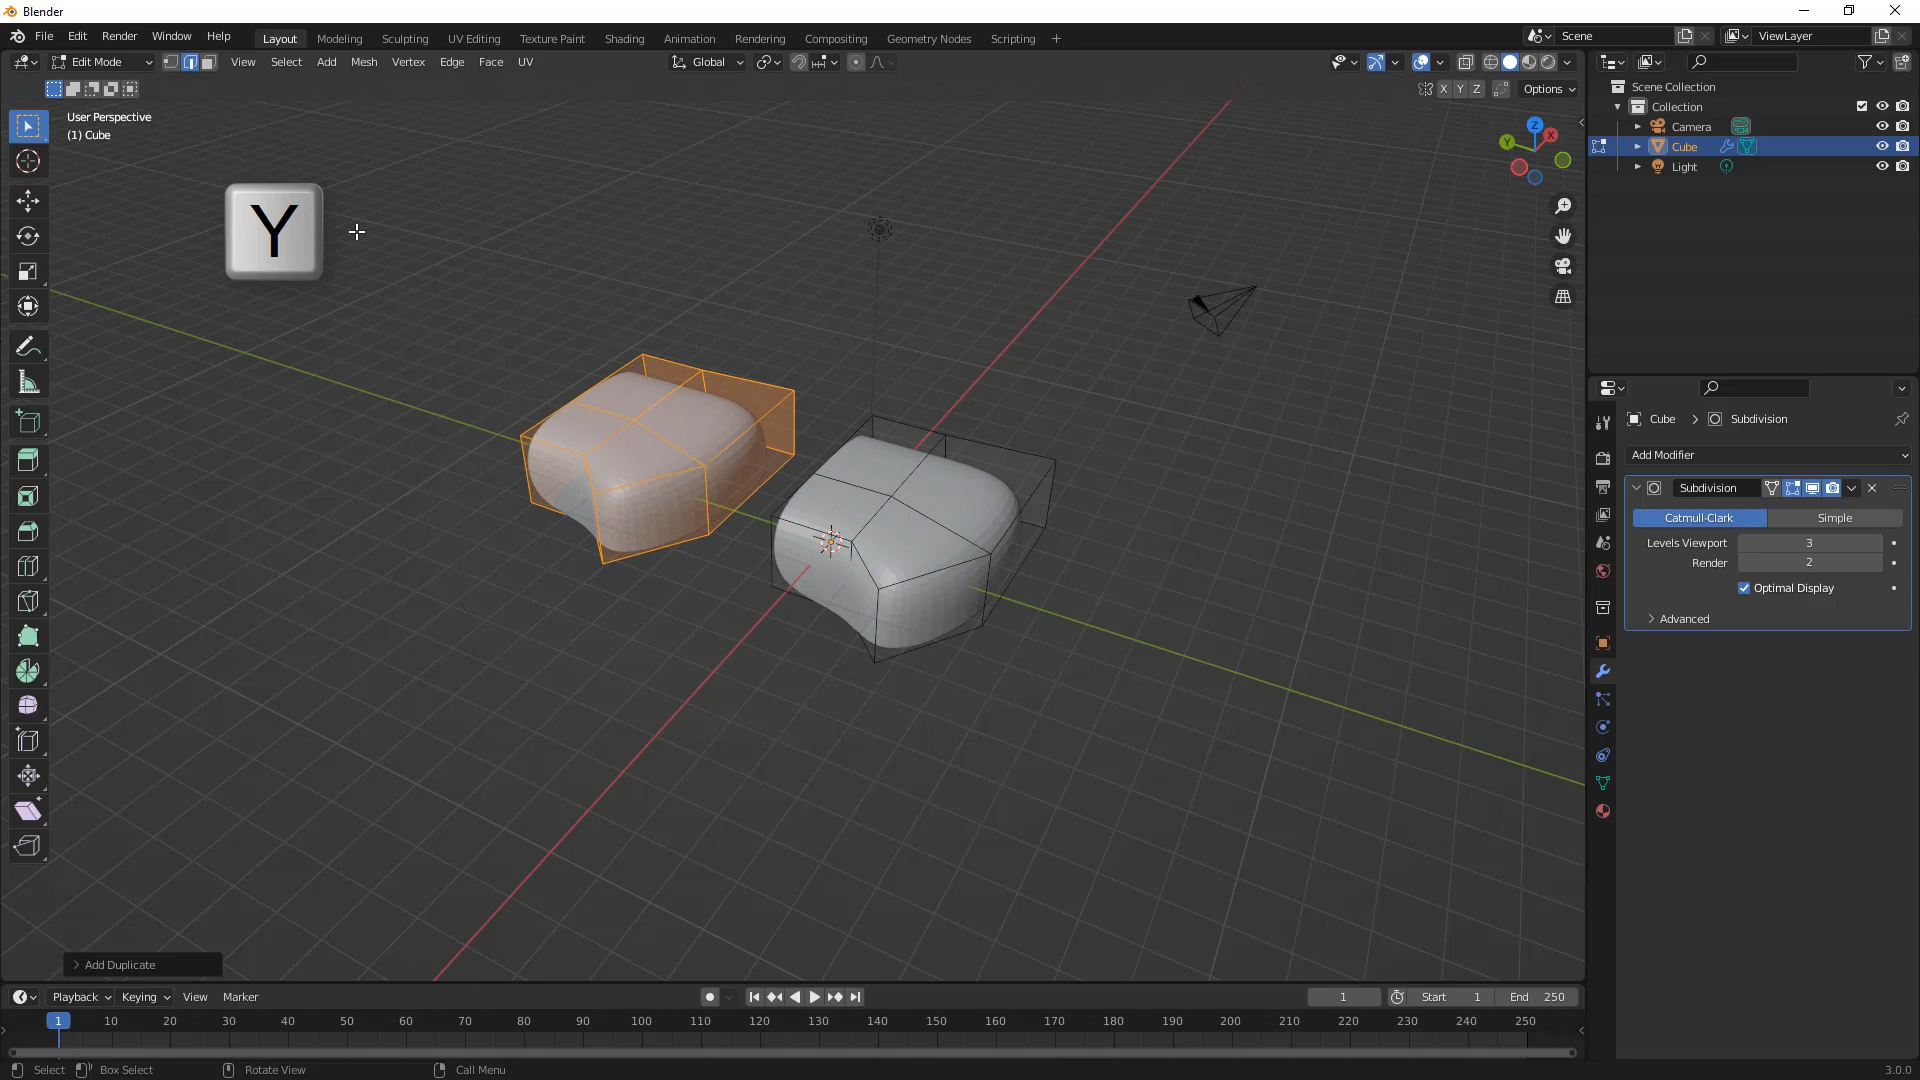 Blender
File Edit Render Window Help Layout Modeling Sculpting UV Editing Texture Paint Shading Animation Rendering Compositing Geometry Nodes Scripting + Scene ViewLayer
Edit Mode View Select Add Mesh Vertex Edge Face UV Global
X Y Z Options
User Perspective
(1) Cube
Y
Z
Y
X
Add Duplicate
Scene Collection
Collection
Camera
Cube
Light
Cube > Subdivision
Add Modifier
Subdivision
Catmull-Clark Simple
Levels Viewport 3
Render 2
Optimal Display
Advanced
Playback Keying View Marker 1 Start 1 End 250
1 10 20 30 40 50 60 70 80 90 100 110 120 130 140 150 160 170 180 190 200 210 220 230 240 250
Select Box Select Rotate View Call Menu 3.0.0